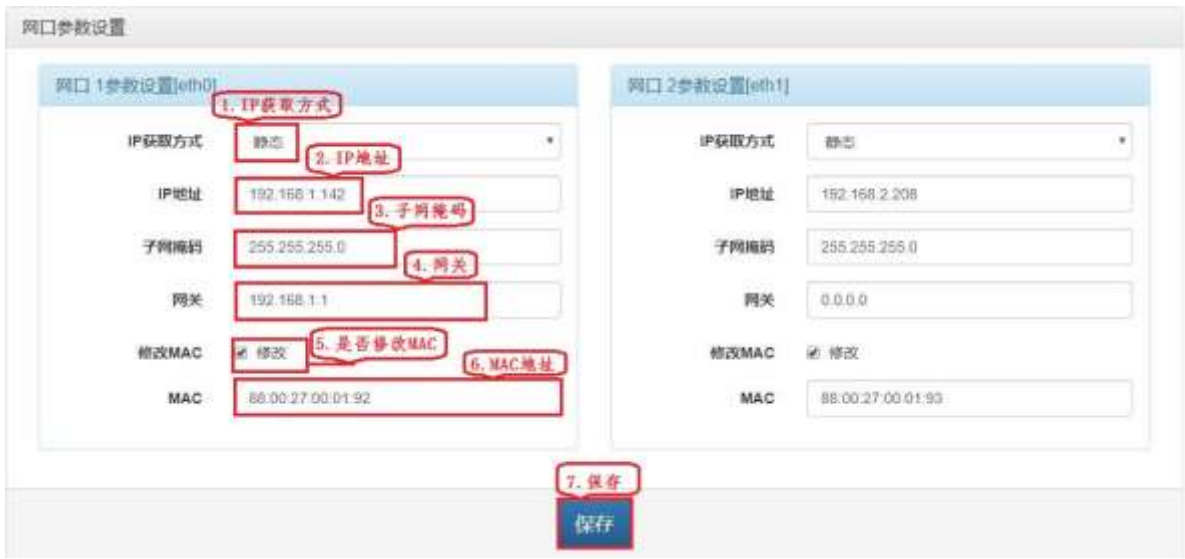 网口参数设置
网口 1参数设置[eth0]
1. IP获取方式
IP获取方式 静态
2. IP地址
IP地址 192.168.1.142
3. 子网掩码
子网掩码 255.255.255.0
4. 网关
网关 192.168.1.1
5. 是否修改MAC
修改MAC 修改
6. MAC地址
MAC 88:00:27:00:01:92
网口 2参数设置[eth1]
IP获取方式 静态
IP地址 192.168.2.208
子网掩码 255.255.255.0
网关 0.0.0.0
修改MAC 修改
MAC 88:00:27:00:01:93
7. 保存
保存